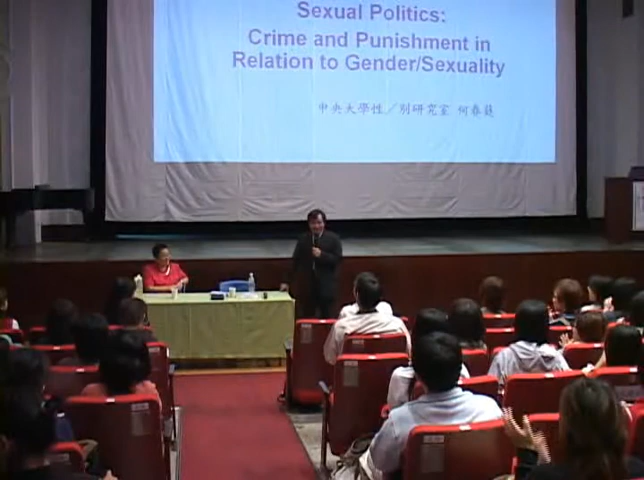 Sexual Politics:
Crime and Punishment in
Relation to Gender/Sexuality
中央大學性／別研究室 何春蕤